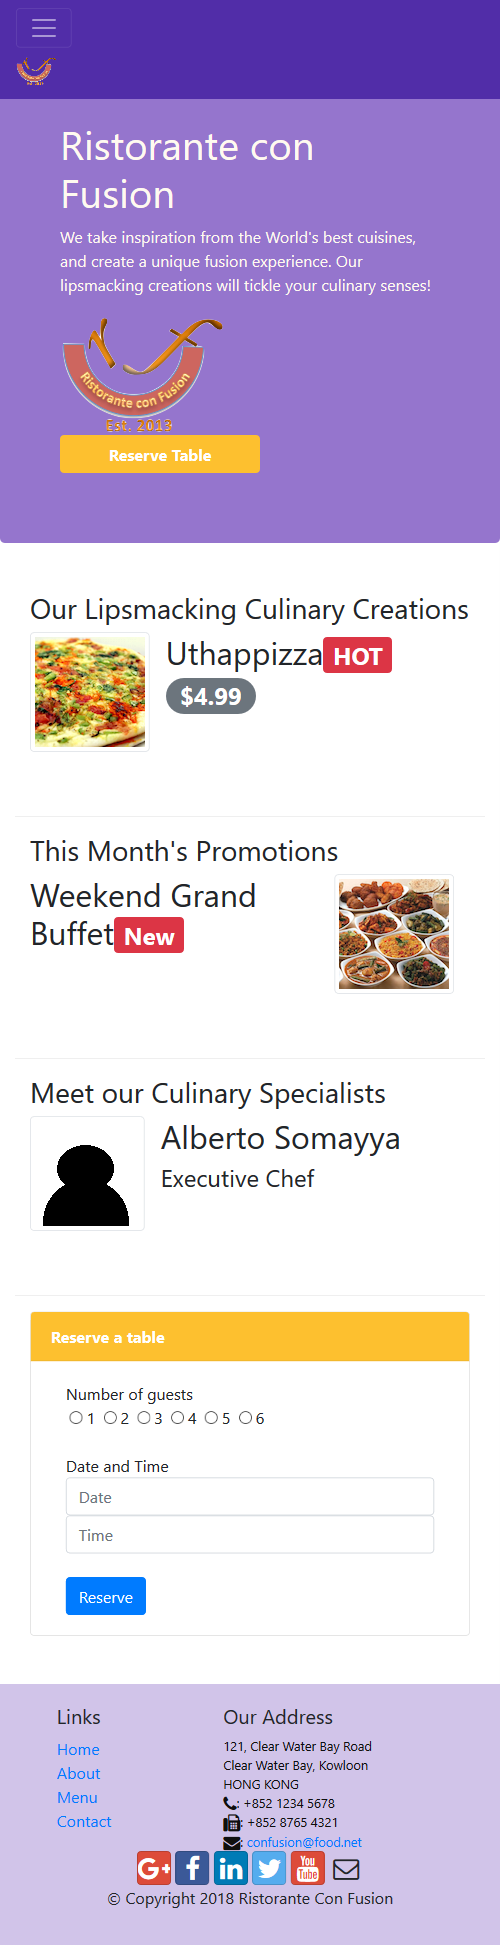 Ristorante con
Fusion
We take inspiration from the World's best cuisines,
and create a unique fusion experience. Our
lipsmacking creations will tickle your culinary senses!
Ristorante con Fusion
Est. 2013
Reserve Table
Our Lipsmacking Culinary Creations
Uthappizza HOT
$4.99
This Month's Promotions
Weekend Grand
Buffet New
Meet our Culinary Specialists
Alberto Somayya
Executive Chef
Reserve a table
Number of guests
1 2 3 4 5 6
Date and Time
Date
Time
Reserve
Links
Home
About
Menu
Contact
Our Address
121, Clear Water Bay Road
Clear Water Bay, Kowloon
HONG KONG
: +852 1234 5678
: +852 8765 4321
: confusion@food.net
G+ f in You Tube
© Copyright 2018 Ristorante Con Fusion